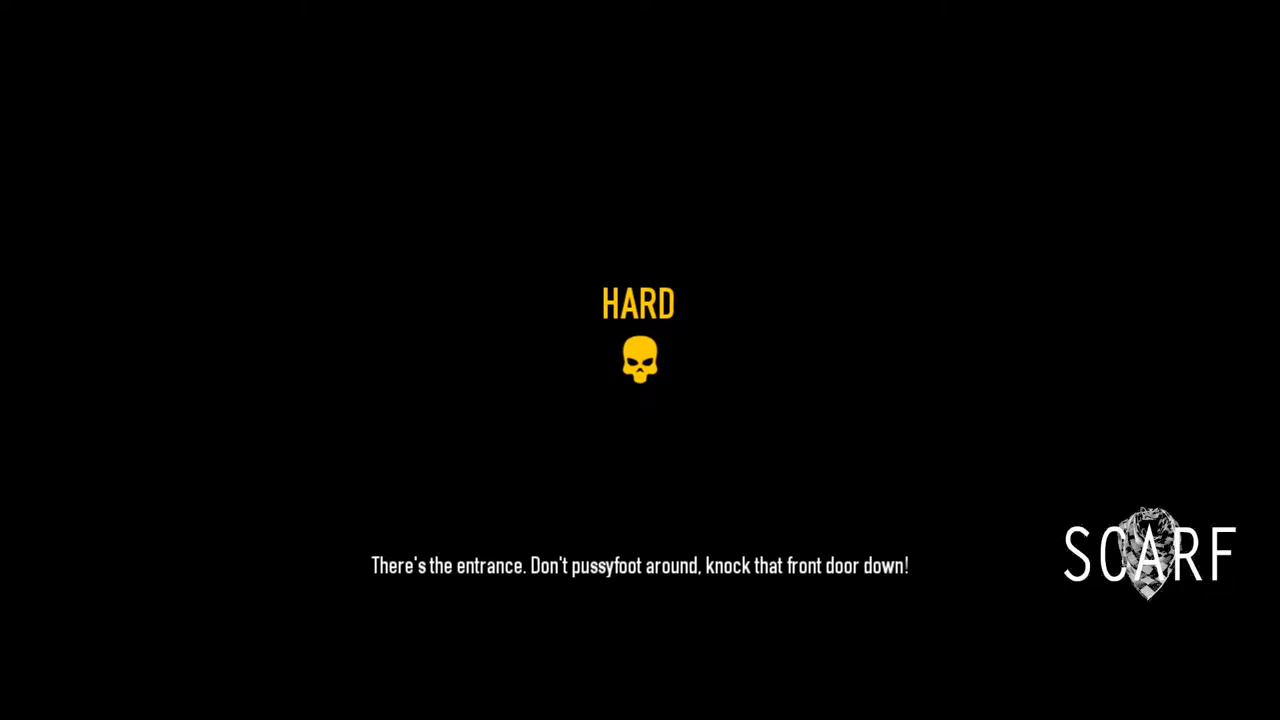 HARD
There's the entrance. Don't pussyfoot around, knock that front door down!
SCARF